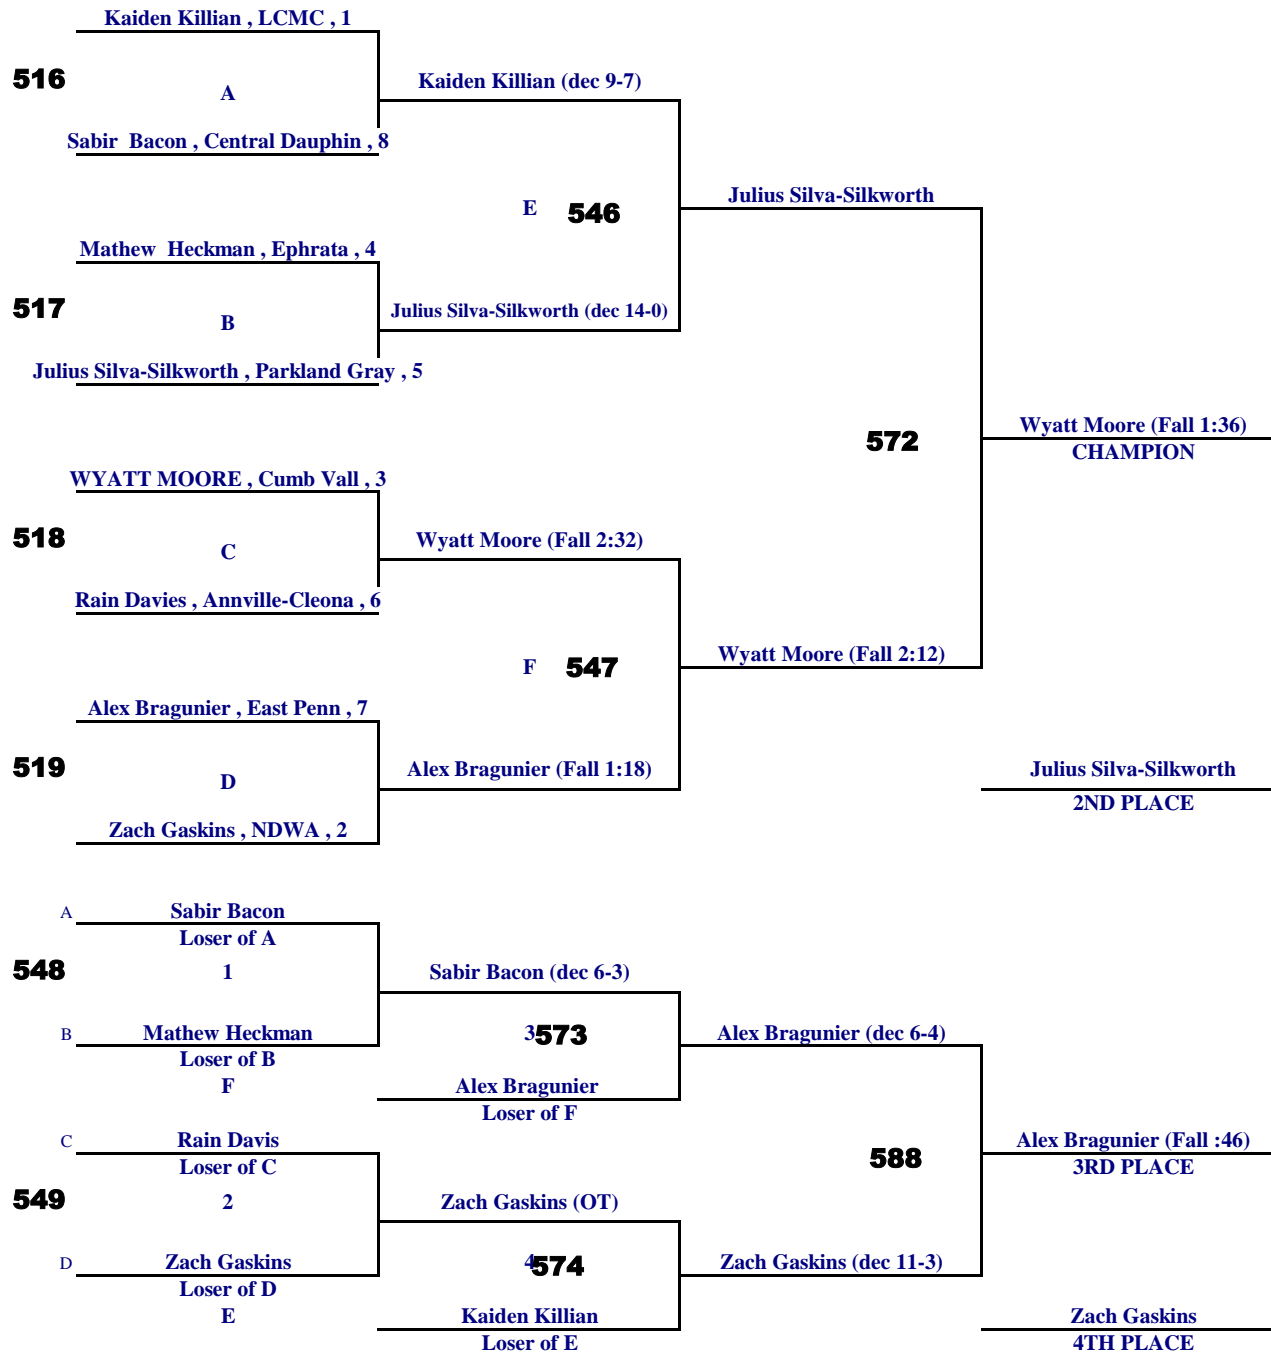 Kaiden Killian , LCMC , 1
516
A
Kaiden Killian (dec 9-7)
Sabir  Bacon , Central Dauphin , 8
E
546
Julius Silva-Silkworth
Mathew  Heckman , Ephrata , 4
517
B
Julius Silva-Silkworth (dec 14-0)
Julius Silva-Silkworth , Parkland Gray , 5
572
Wyatt Moore (Fall 1:36)
CHAMPION
WYATT MOORE , Cumb Vall , 3
518
C
Wyatt Moore (Fall 2:32)
Rain Davies , Annville-Cleona , 6
F
547
Wyatt Moore (Fall 2:12)
Alex Bragunier , East Penn , 7
519
D
Alex Bragunier (Fall 1:18)
Julius Silva-Silkworth
2ND PLACE
Zach Gaskins , NDWA , 2
A
Sabir Bacon
Loser of A
548
1
Sabir Bacon (dec 6-3)
B
Mathew Heckman
Loser of B
3
573
Alex Bragunier (dec 6-4)
F
Alex Bragunier
Loser of F
C
Rain Davis
Loser of C
588
Alex Bragunier (Fall :46)
3RD PLACE
549
2
Zach Gaskins (OT)
D
Zach Gaskins
Loser of D
4
574
Zach Gaskins (dec 11-3)
E
Kaiden Killian
Loser of E
Zach Gaskins
4TH PLACE